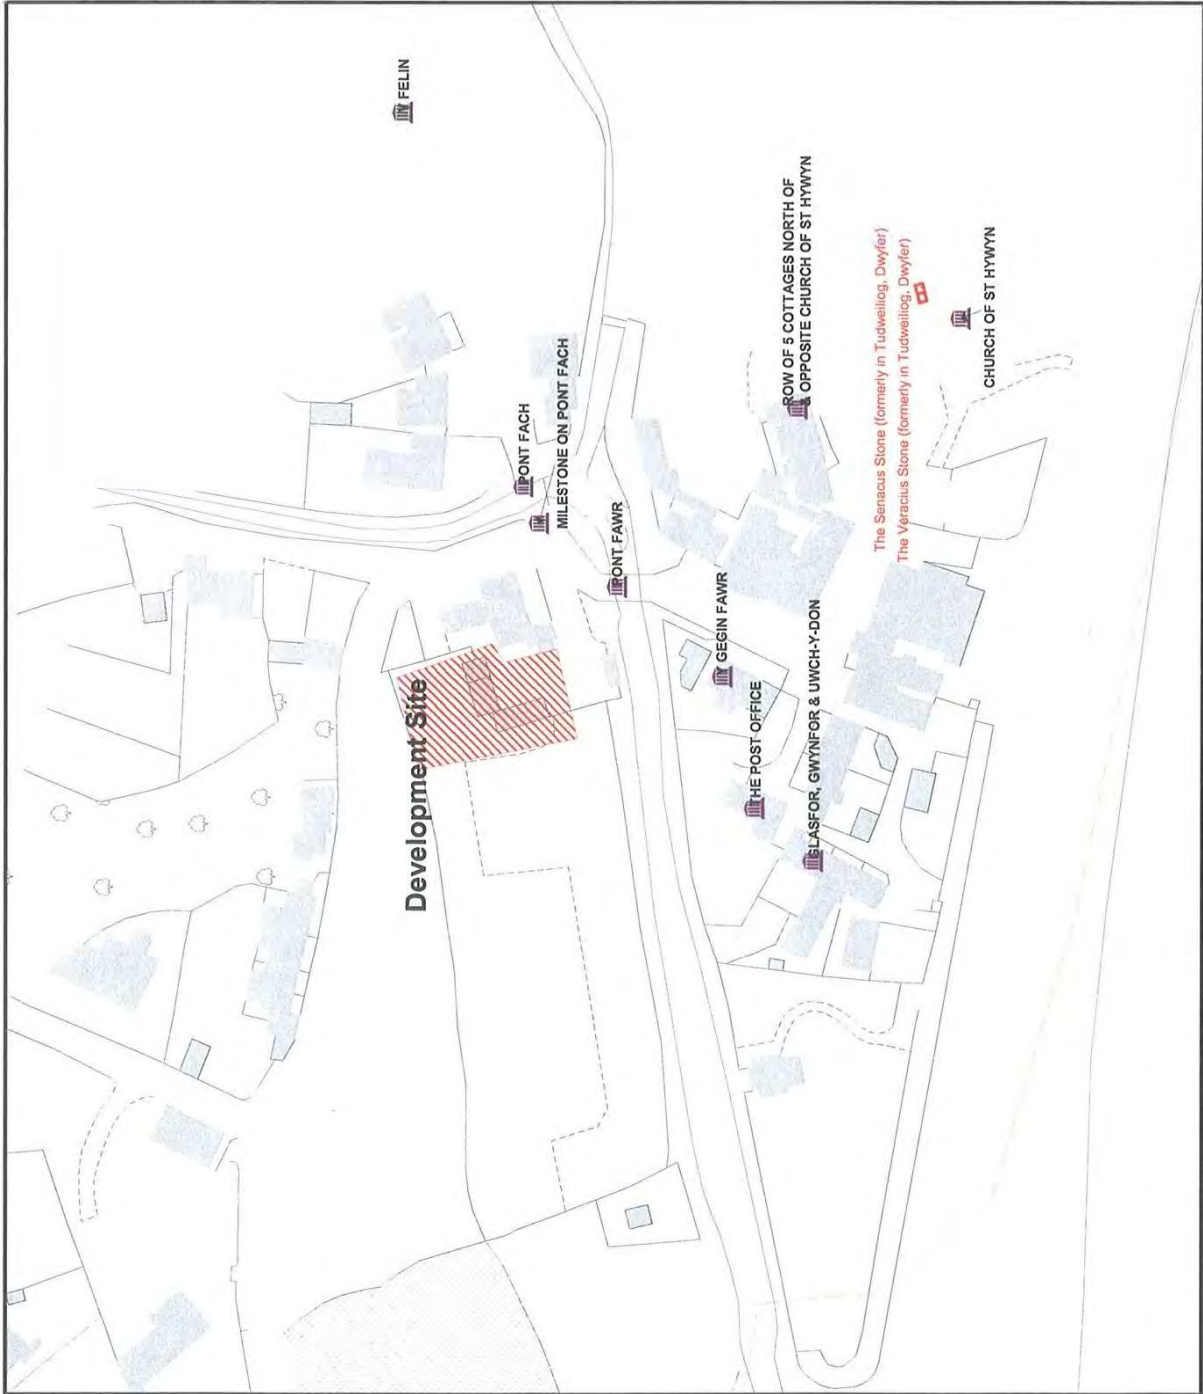 Y FELIN
PONT FACH
MILESTONE ON PONT FACH
PONT FAWR
Development Site
ROW OF 5 COTTAGES NORTH OF
& OPPOSITE CHURCH OF ST HYWYN
The Senacus Stone (formerly in Tudweiliog, Dwyfer)
The Veracius Stone (formerly in Tudweiliog, Dwyfer)
CHURCH OF ST HYWYN
Y GEGIN FAWR
THE POST OFFICE
GLASFOR, GWYNFOR & UWCH-Y-DON